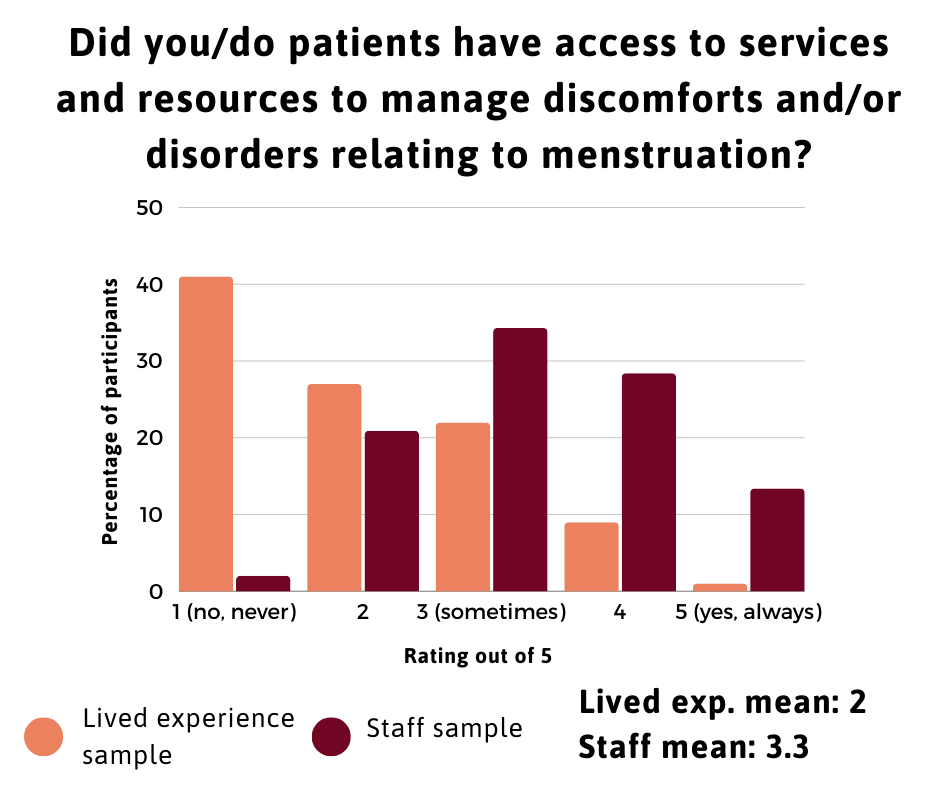 Did you/do patients have access to services
and resources to manage discomforts and/or
disorders relating to menstruation?
50
40
30
20
10
0
Percentage of participants
1 (no, never)
2
3 (sometimes)
4
5 (yes, always)
Rating out of 5
Lived experience
sample
Staff sample
Lived exp. mean: 2
Staff mean: 3.3